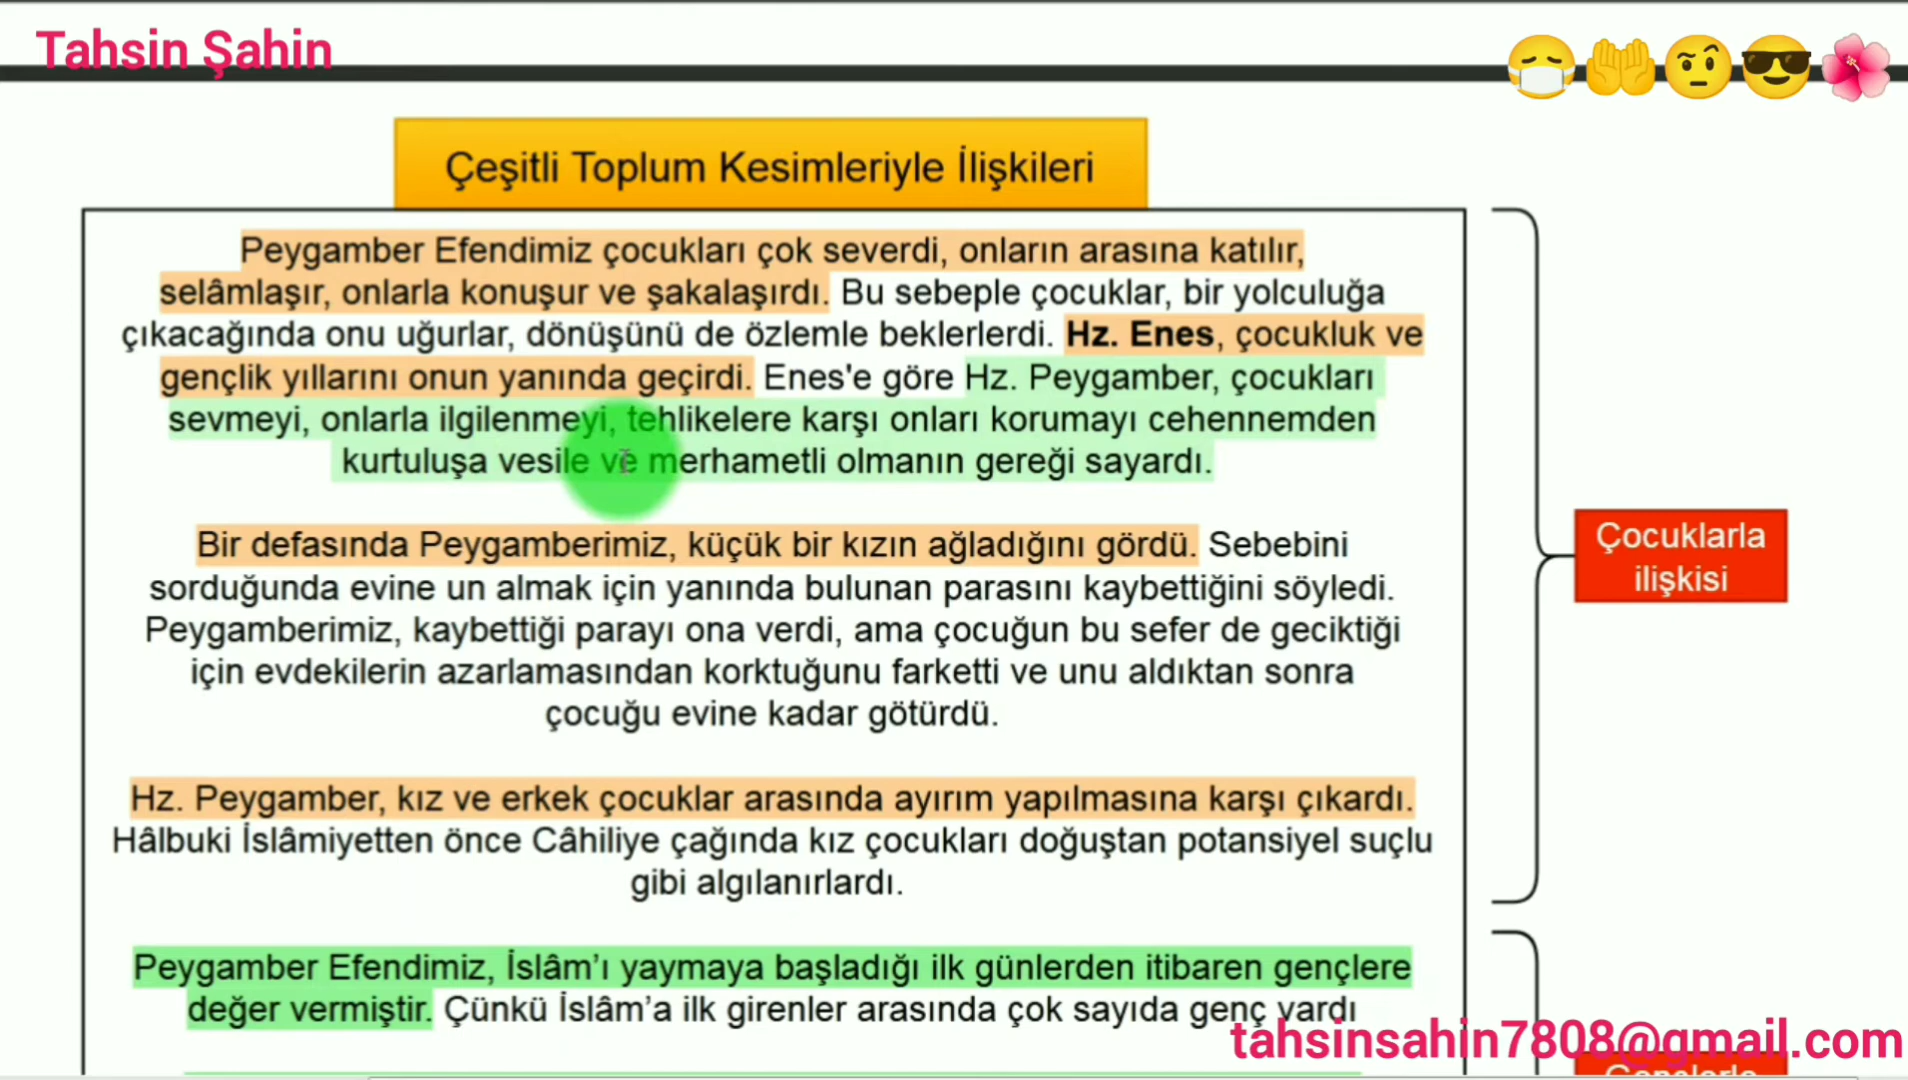 Tahsin Şahin
Çeşitli Toplum Kesimleriyle İlişkileri
Peygamber Efendimiz çocukları çok severdi, onların arasına katılır,
selâmlaşır, onlarla konuşur ve şakalaşırdı. Bu sebeple çocuklar, bir yolculuğa
çıkacağında onu uğurlar, dönüşünü de özlemle beklerlerdi. Hz. Enes, çocukluk ve
gençlik yıllarını onun yanında geçirdi. Enes'e göre Hz. Peygamber, çocukları
sevmeyi, onlarla ilgilenmeyi, tehlikelere karşı onları korumayı cehennemden
kurtuluşa vesile ve merhametli olmanın gereği sayardı.
Bir defasında Peygamberimiz, küçük bir kızın ağladığını gördü. Sebebini
sorduğunda evine un almak için yanında bulunan parasını kaybettiğini söyledi.
Peygamberimiz, kaybettiği parayı ona verdi, ama çocuğun bu sefer de geciktiği
için evdekilerin azarlamasından korktuğunu farketti ve unu aldıktan sonra
çocuğu evine kadar götürdü.
Hz. Peygamber, kız ve erkek çocuklar arasında ayırım yapılmasına karşı çıkardı.
Hâlbuki İslâmiyetten önce Câhiliye çağında kız çocukları doğuştan potansiyel suçlu
gibi algılanırlardı.
Çocuklarla
ilişkisi
Peygamber Efendimiz, İslâm’ı yaymaya başladığı ilk günlerden itibaren gençlere
değer vermiştir. Çünkü İslâm’a ilk girenler arasında çok sayıda genç vardı
tahsinsahin7808@gmail.com